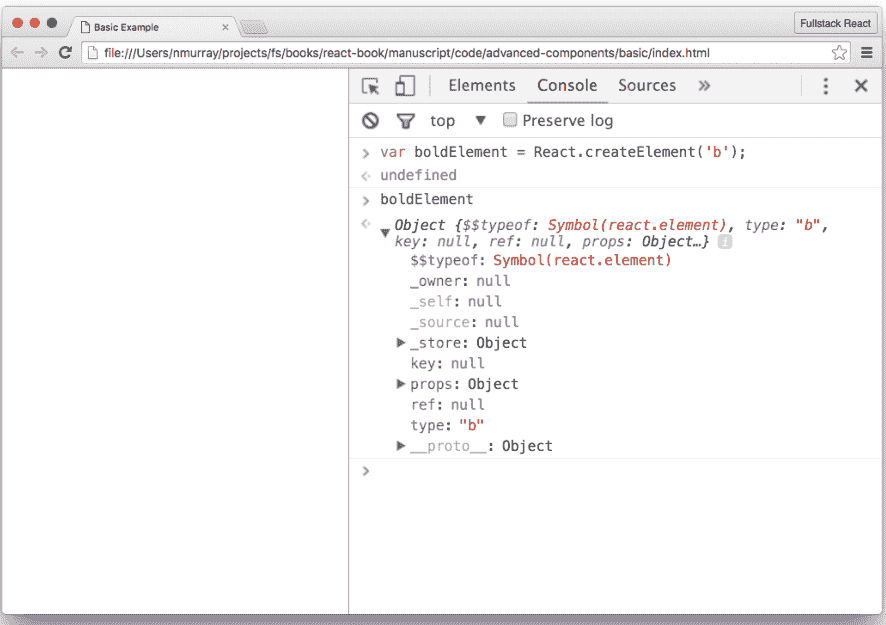 Basic Example
Fullstack React
file:///Users/nmurray/projects/fs/books/react-book/manuscript/code/advanced-components/basic/index.html
Elements Console Sources »
top ▼ Preserve log
> var boldElement = React.createElement('b');
< undefined
> boldElement
< ▼ Object {$$typeof: Symbol(react.element), type: "b",
key: null, ref: null, props: Object…} i
$$typeof: Symbol(react.element)
_owner: null
_self: null
_source: null
▶ _store: Object
key: null
▶ props: Object
ref: null
type: "b"
▶ __proto__: Object
>